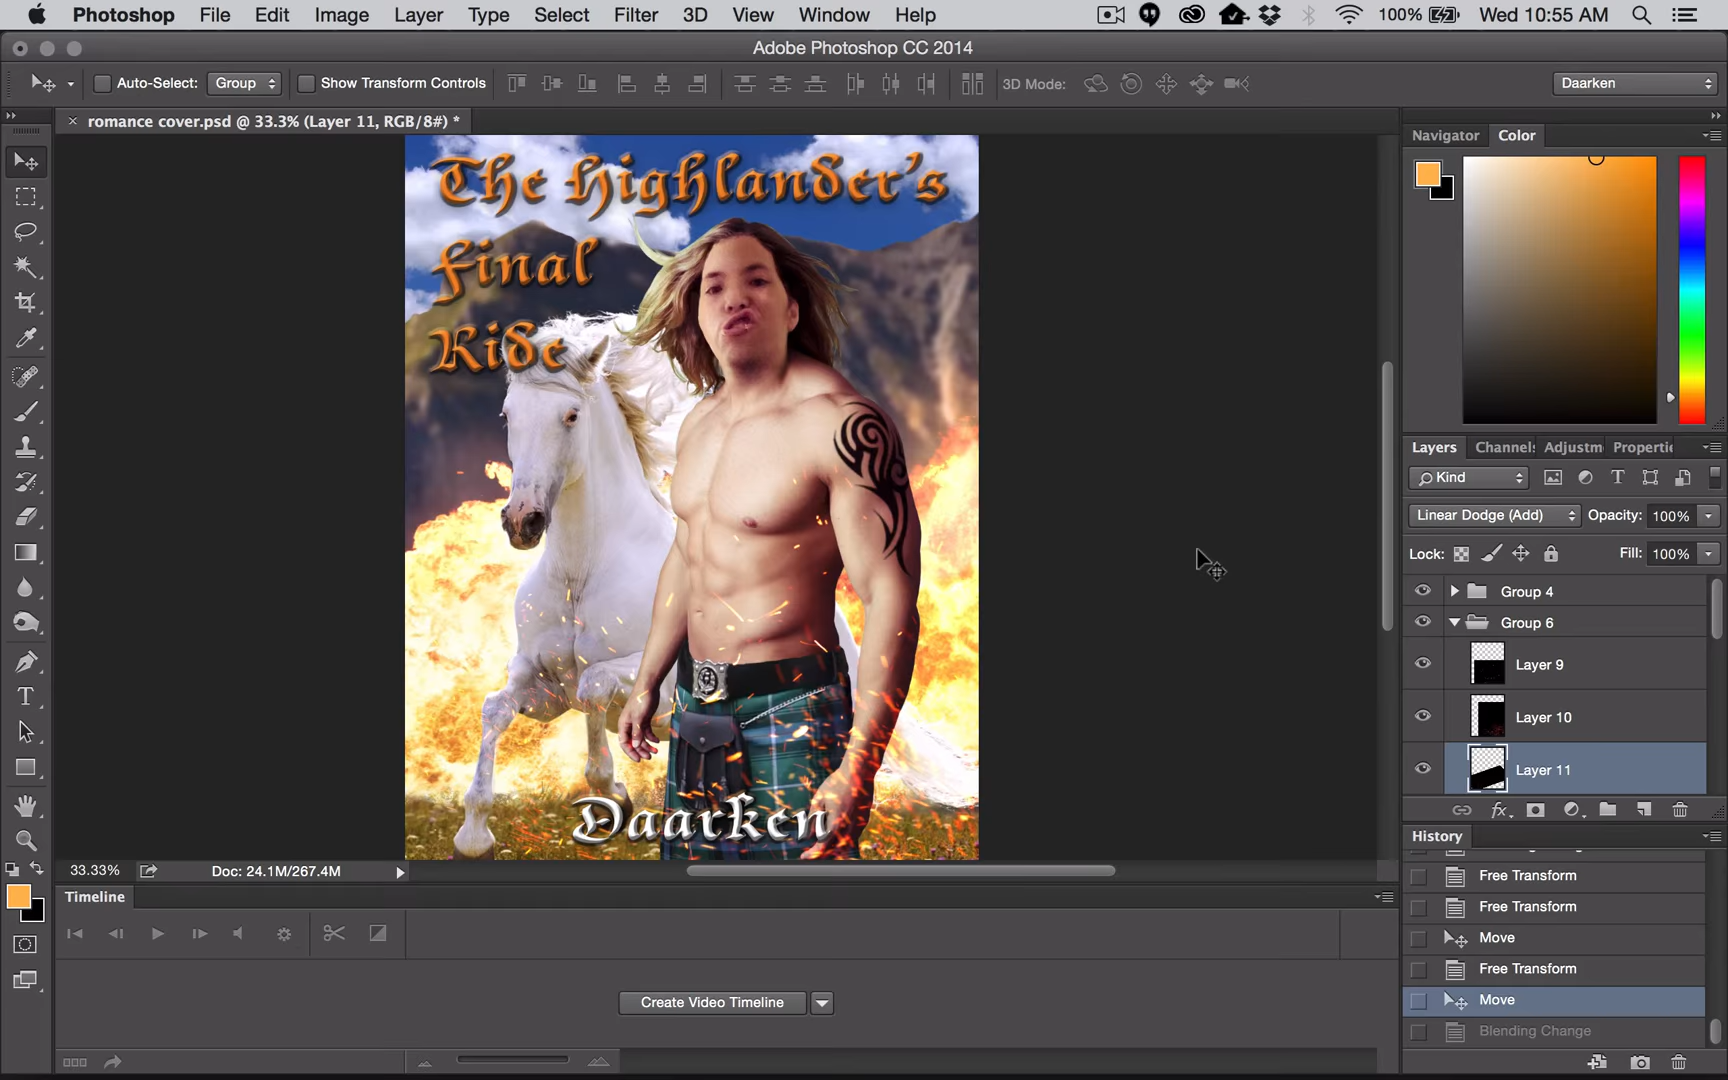 Photoshop File Edit Image Layer Type Select Filter 3D View Window Help 100% Wed 10:55 AM
Adobe Photoshop CC 2014
Auto-Select: Group Show Transform Controls 3D Mode: Daarken
romance cover.psd @ 33.3% (Layer 11, RGB/8#) *
Navigator Color
The Highlander's
Final
Ride
Daarken
Layers Channels Adjustm Properti
Kind
Linear Dodge (Add) Opacity: 100%
Lock: Fill: 100%
Group 4
Group 6
Layer 9
Layer 10
Layer 11
fx
History
Free Transform
Free Transform
Move
Free Transform
Move
Blending Change
33.33% Doc: 24.1M/267.4M
Timeline
Create Video Timeline